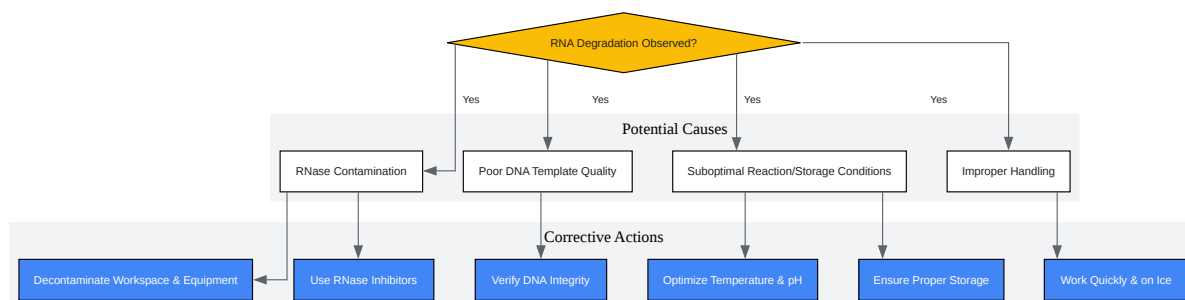 RNA Degradation Observed?
Yes
Yes
Yes
Yes
Potential Causes
RNase Contamination
Poor DNA Template Quality
Suboptimal Reaction/Storage Conditions
Improper Handling
Corrective Actions
Decontaminate Workspace & Equipment
Use RNase Inhibitors
Verify DNA Integrity
Optimize Temperature & pH
Ensure Proper Storage
Work Quickly & on Ice